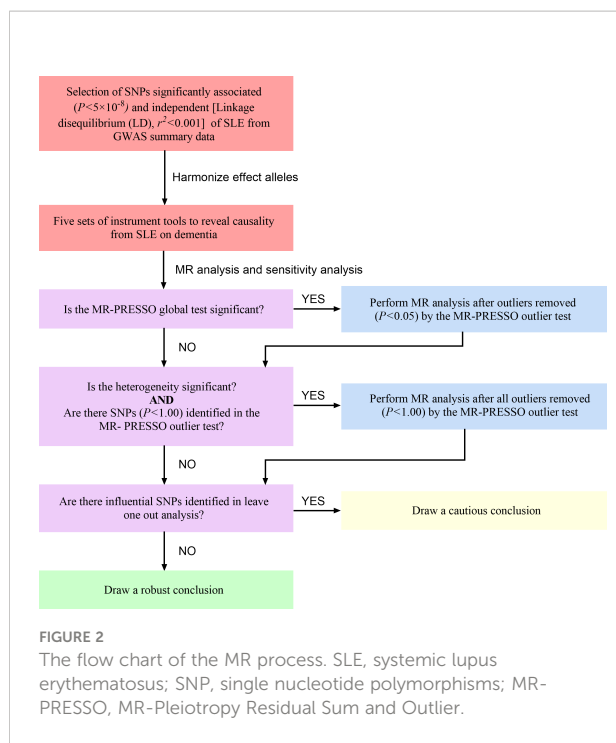 Selection of SNPs significantly associated
(P<5×10-8) and independent [Linkage
disequilibrium (LD), r2<0.001] of SLE from
GWAS summary data
Harmonize effect alleles
Five sets of instrument tools to reveal causality
from SLE on dementia
MR analysis and sensitivity analysis
Is the MR-PRESSO global test significant?
YES
Perform MR analysis after outliers removed
(P<0.05) by the MR-PRESSO outlier test
NO
Is the heterogeneity significant?
AND
Are there SNPs (P<1.00) identified in the
MR- PRESSO outlier test?
YES
Perform MR analysis after all outliers removed
(P<1.00) by the MR-PRESSO outlier test
NO
Are there influential SNPs identified in leave
one out analysis?
YES
Draw a cautious conclusion
NO
Draw a robust conclusion
FIGURE 2
The flow chart of the MR process. SLE, systemic lupus
erythematosus; SNP, single nucleotide polymorphisms; MR-
PRESSO, MR-Pleiotropy Residual Sum and Outlier.